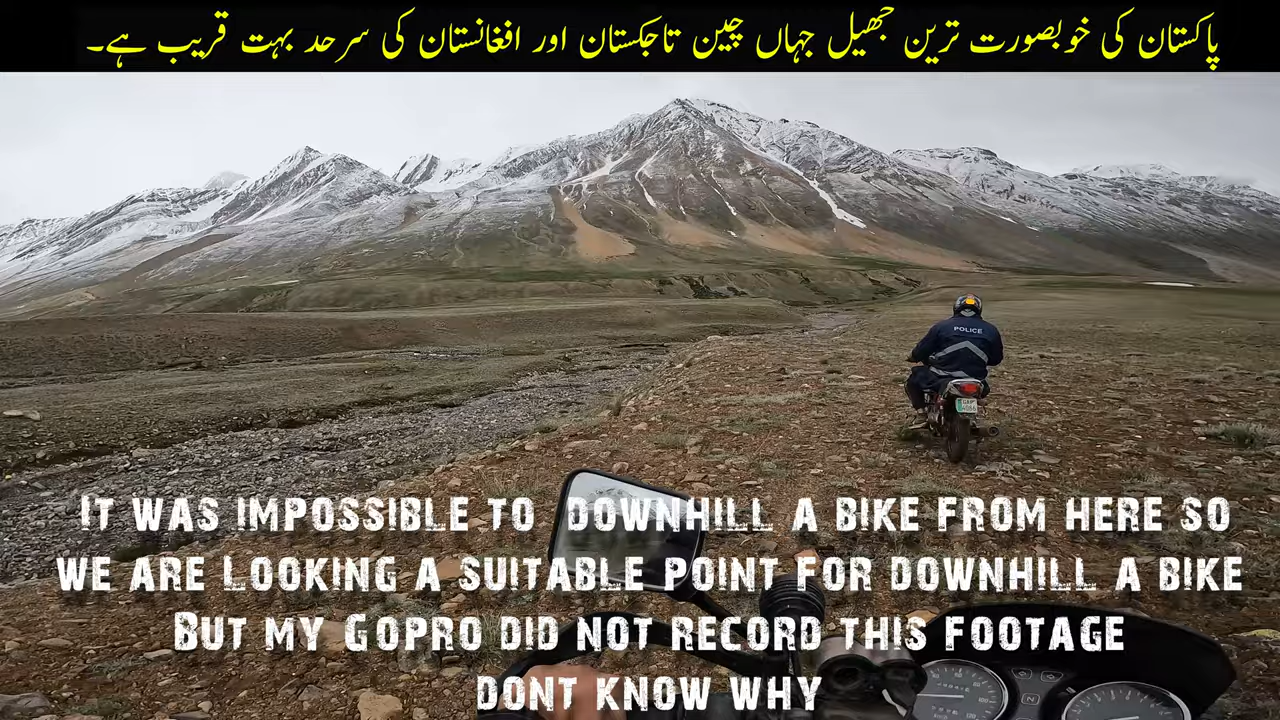 پاکستان کی خوبصورت ترین جھیل جہاں چین تاجکستان اور افغانستان کی سرحد بہت قریب ہے۔
POLICE
IT WAS IMPOSSIBLE TO DOWNHILL A BIKE FROM HERE SO
WE ARE LOOKING A SUITABLE POINT FOR DOWNHILL A BIKE
BUT MY GOPRO DID NOT RECORD THIS FOOTAGE
DONT KNOW WHY